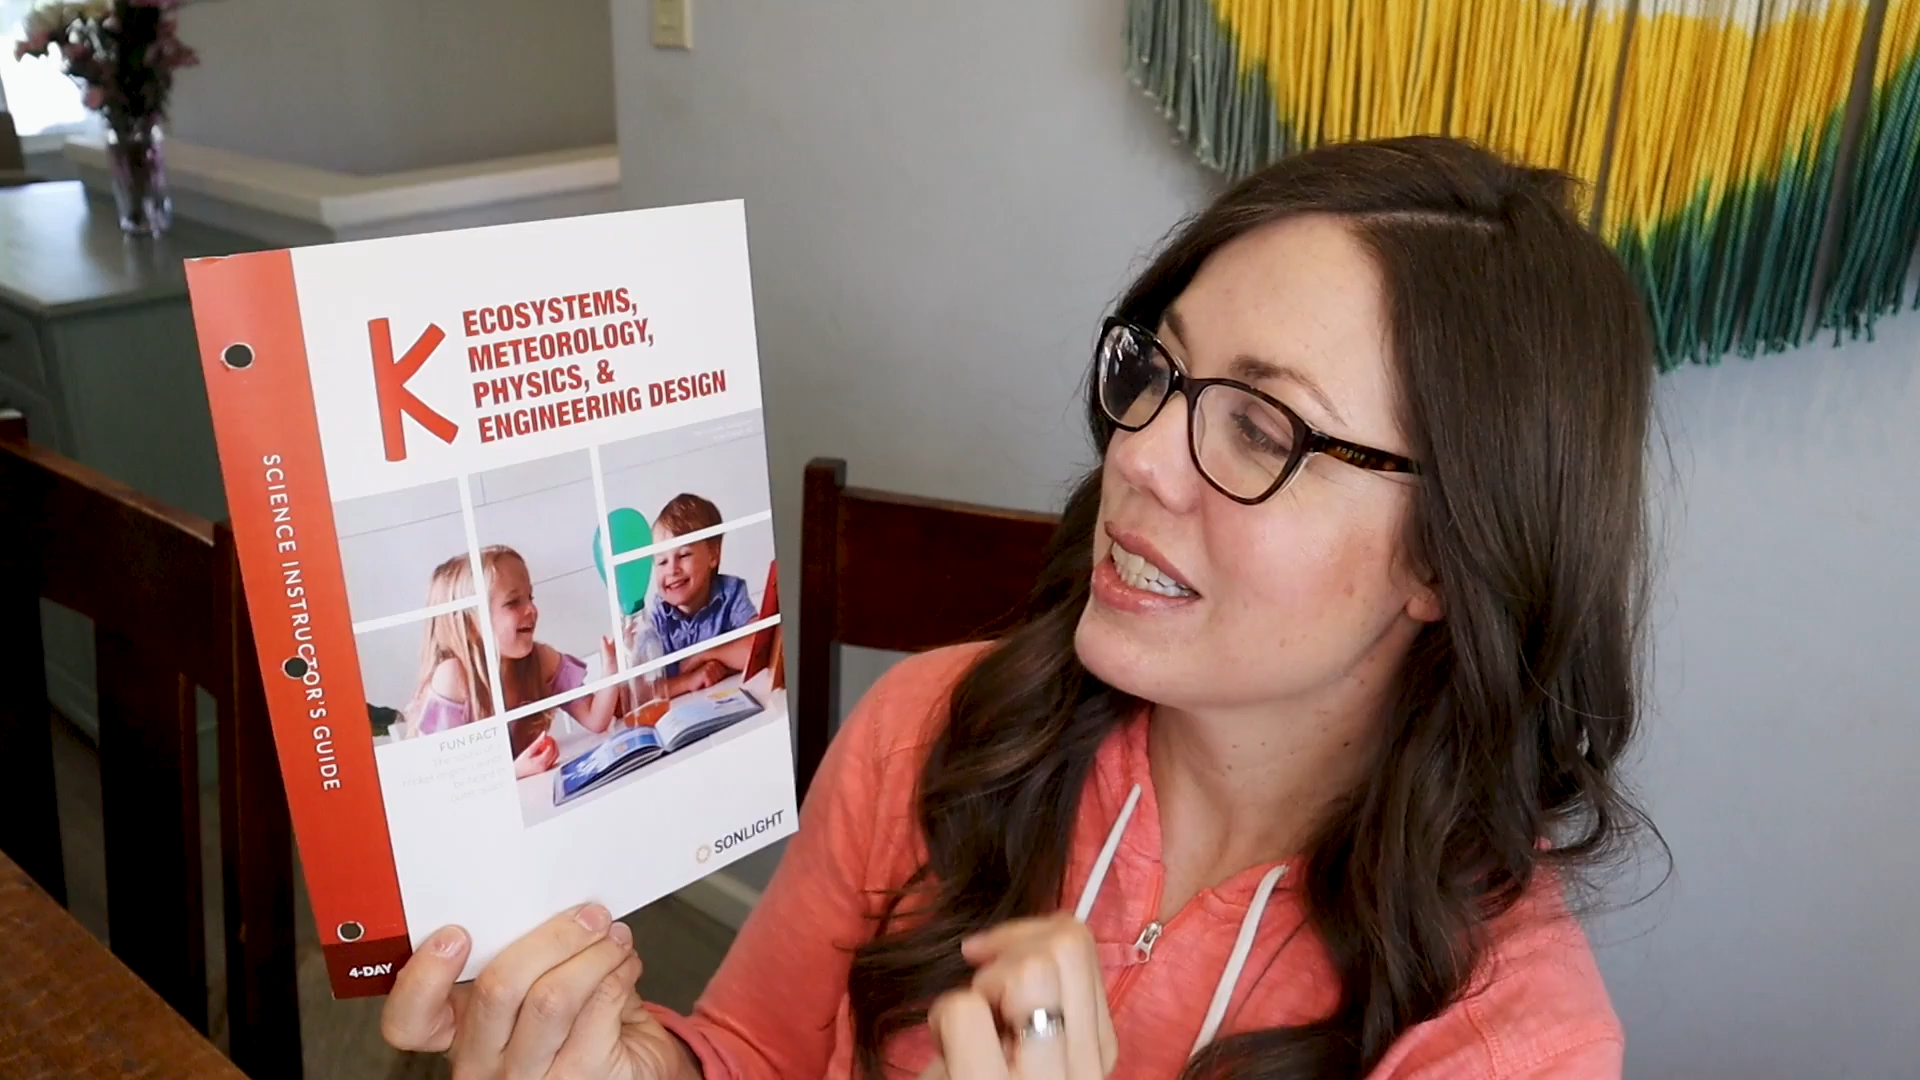 K
ECOSYSTEMS,
METEOROLOGY,
PHYSICS, &
ENGINEERING DESIGN
SCIENCE INSTRUCTOR'S GUIDE
FUN FACT
SONLIGHT
4-DAY